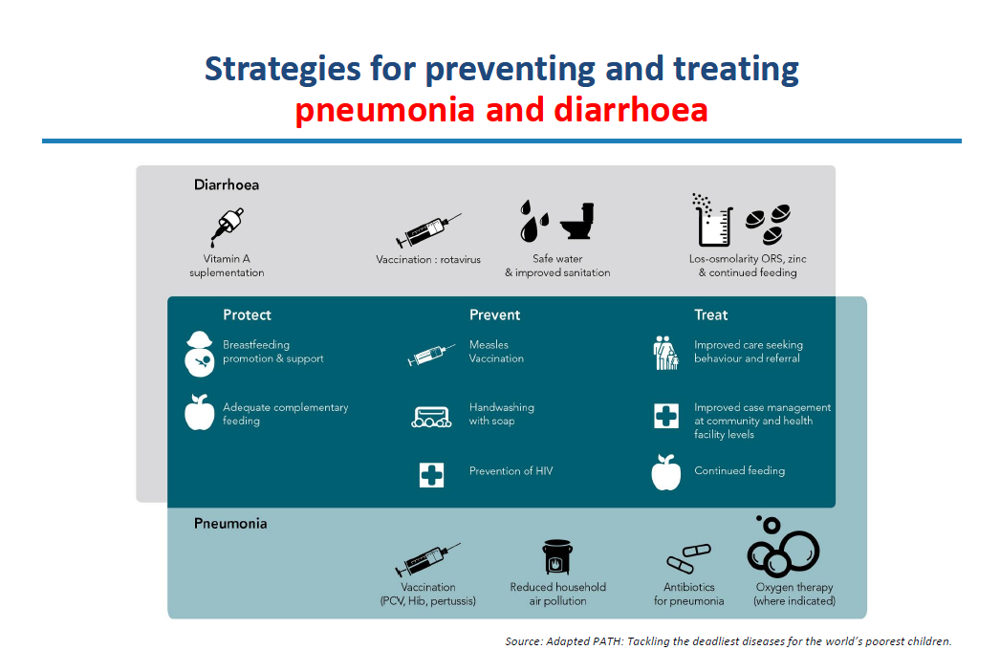 Strategies for preventing and treating
pneumonia and diarrhoea
Diarrhoea
Vitamin A
suplementation
Vaccination : rotavirus
Safe water
& improved sanitation
Los-osmolarity ORS, zinc
& continued feeding
Protect
Breastfeeding
promotion & support
Adequate complementary
feeding
Prevent
Measles
Vaccination
Handwashing
with soap
Prevention of HIV
Treat
Improved care seeking
behaviour and referral
Improved case management
at community and health
facility levels
Continued feeding
Pneumonia
Vaccination
(PCV, Hib, pertussis)
Reduced household
air pollution
Antibiotics
for pneumonia
Oxygen therapy
(where indicated)
Source: Adapted PATH: Tackling the deadliest diseases for the world's poorest children.